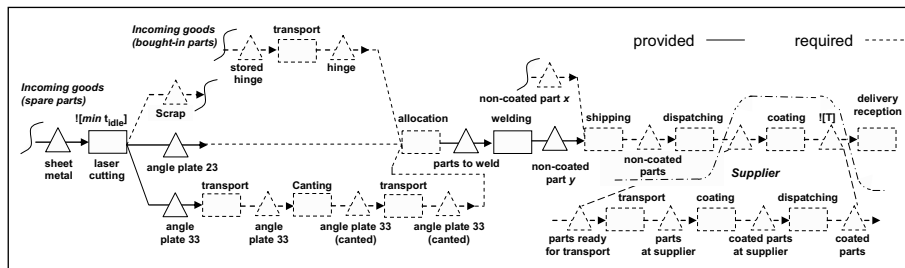 Incoming goods
(bought-in parts)
transport
stored
hinge
hinge
provided
required
Incoming goods
(spare parts)
![min t_idle]
Scrap
non-coated part x
delivery
reception
allocation
welding
shipping
dispatching
coating
![T]
sheet
metal
laser
cutting
angle plate 23
parts to weld
non-coated
part y
non-coated
parts
Supplier
transport
Canting
transport
angle
plate 33
angle
plate 33
angle plate 33
(canted)
angle plate 33
(canted)
transport
coating
dispatching
parts ready
for transport
parts
at supplier
coated parts
at supplier
coated
parts